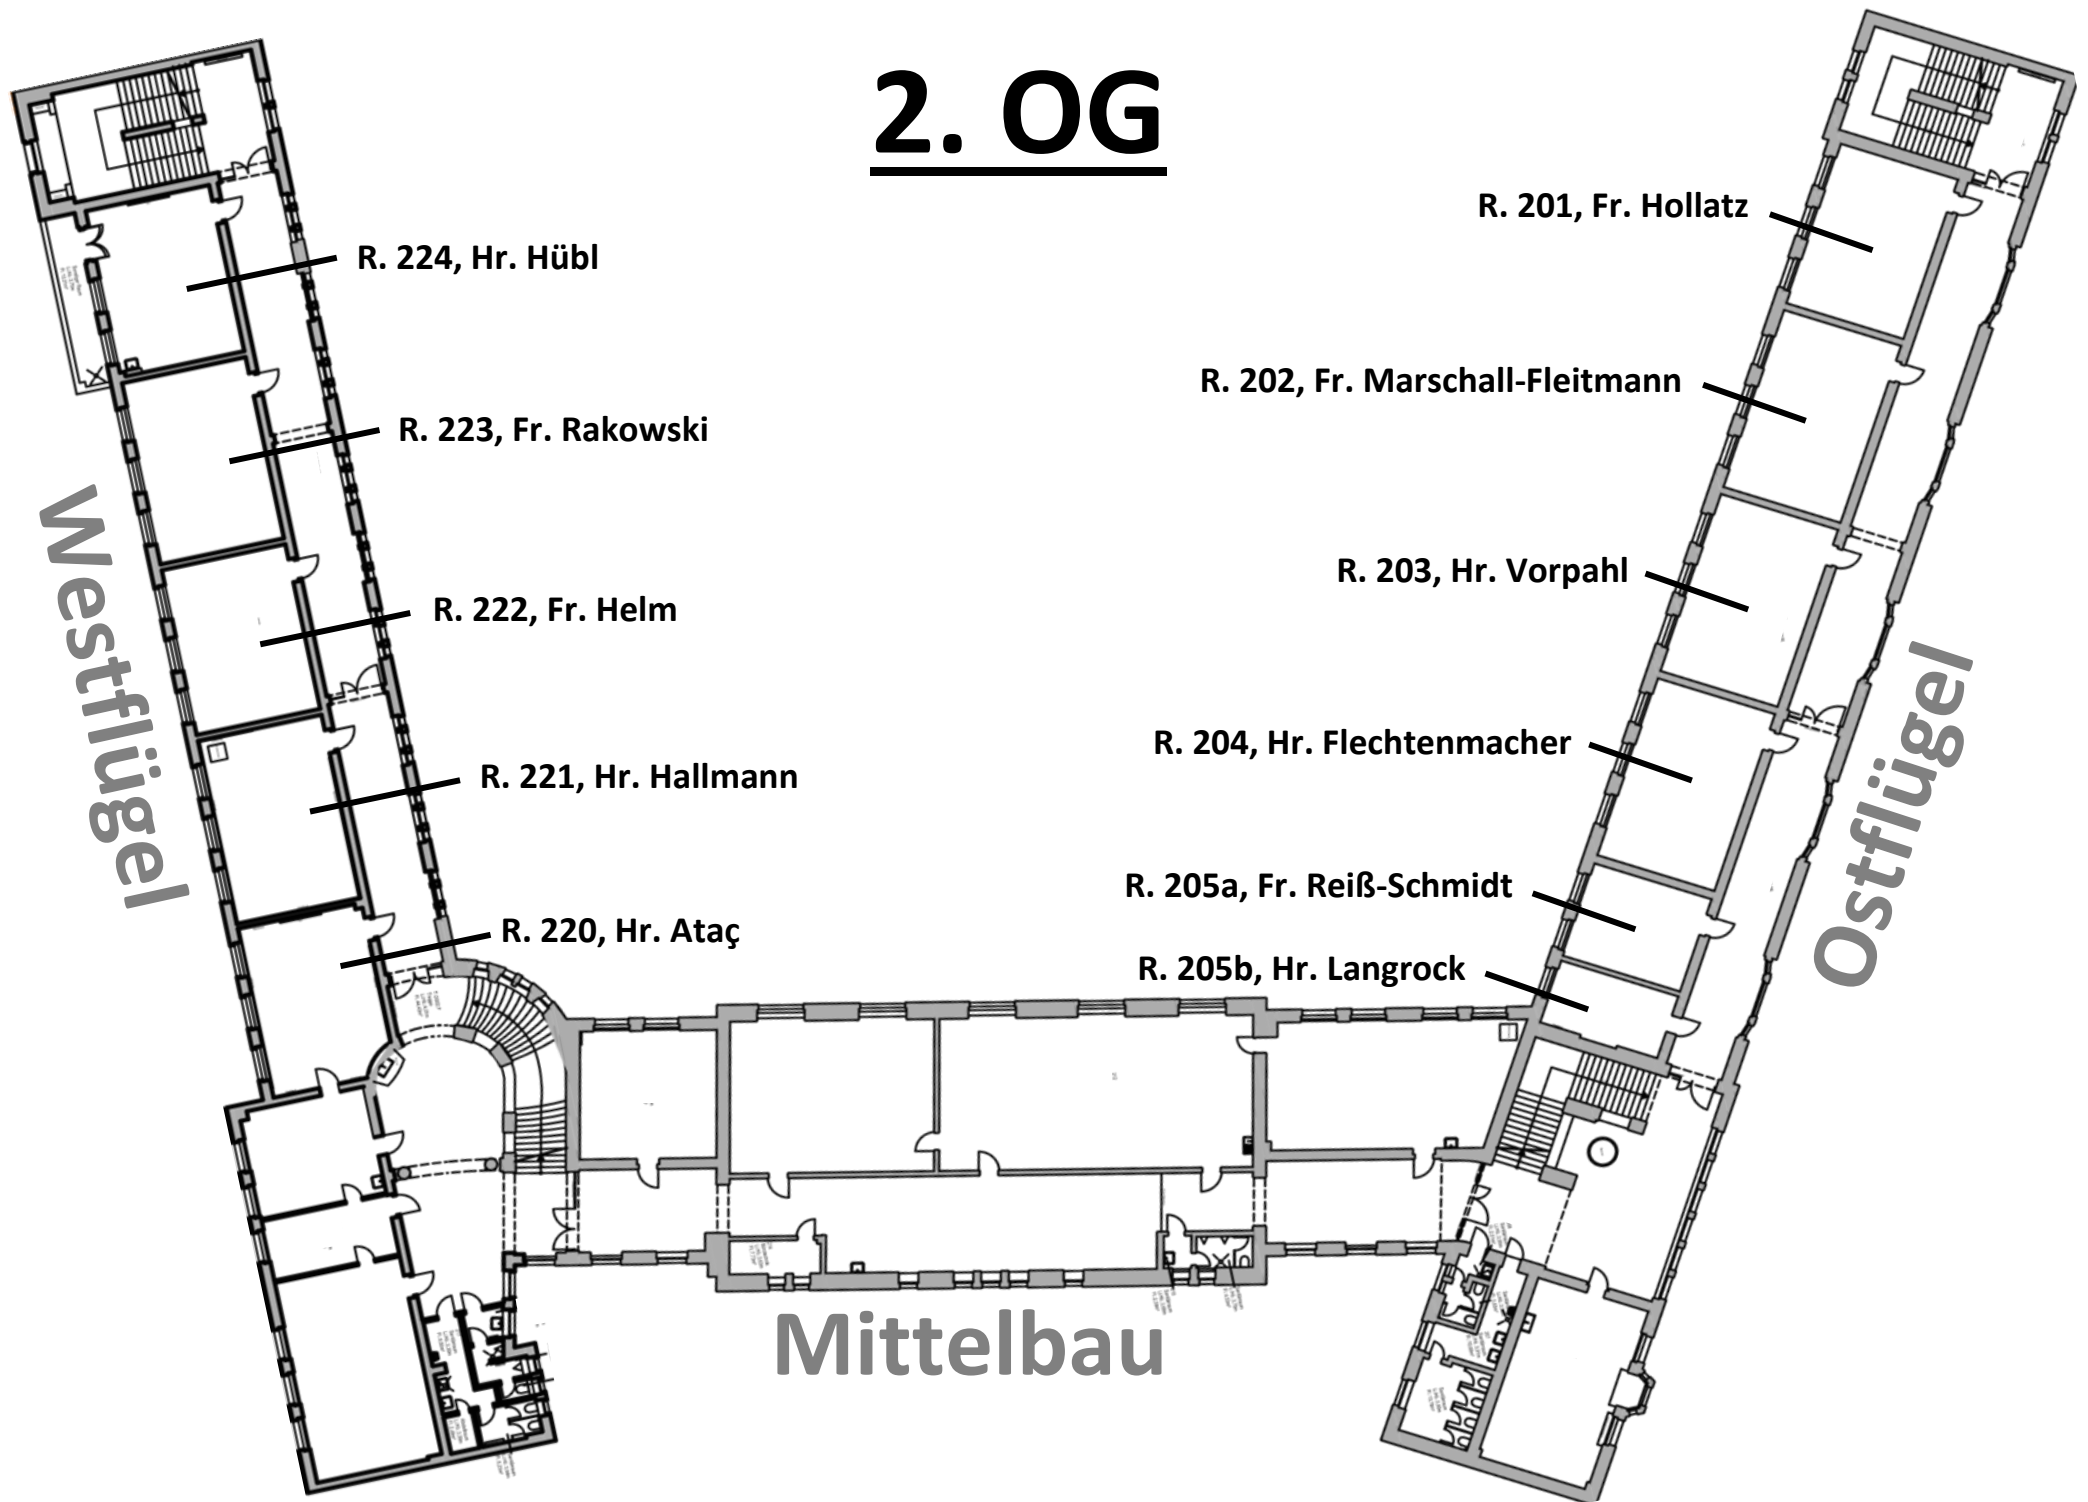 2. OG
R. 201, Fr. Hollatz
R. 224, Hr. Hübl
R. 202, Fr. Marschall-Fleitmann
R. 223, Fr. Rakowski
R. 203, Hr. Vorpahl
R. 222, Fr. Helm
R. 204, Hr. Flechtenmacher
R. 221, Hr. Hallmann
R. 205a, Fr. Reiß-Schmidt
R. 220, Hr. Ataç
R. 205b, Hr. Langrock
Westflügel
Ostflügel
Mittelbau